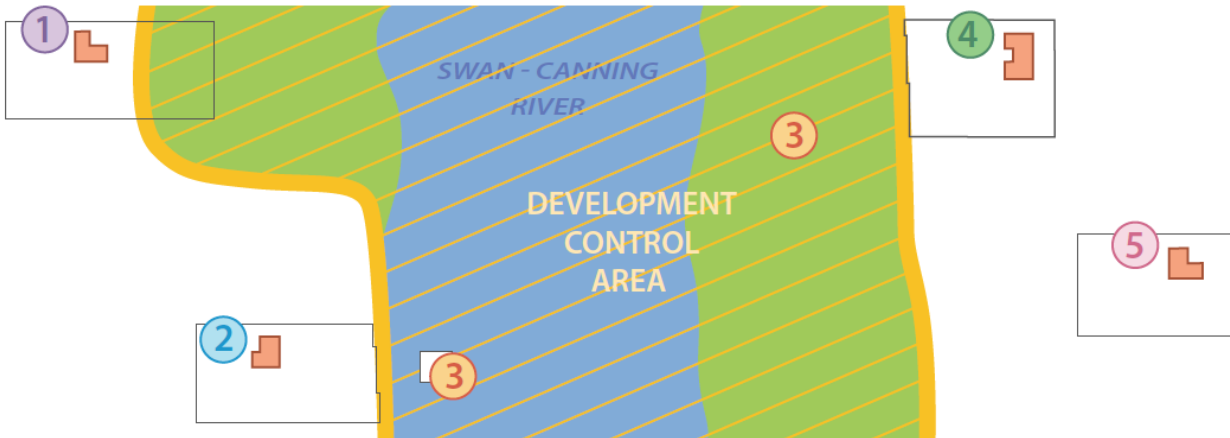 1
4
SWAN - CANNING
RIVER
3
DEVELOPMENT
CONTROL
AREA
5
2
3